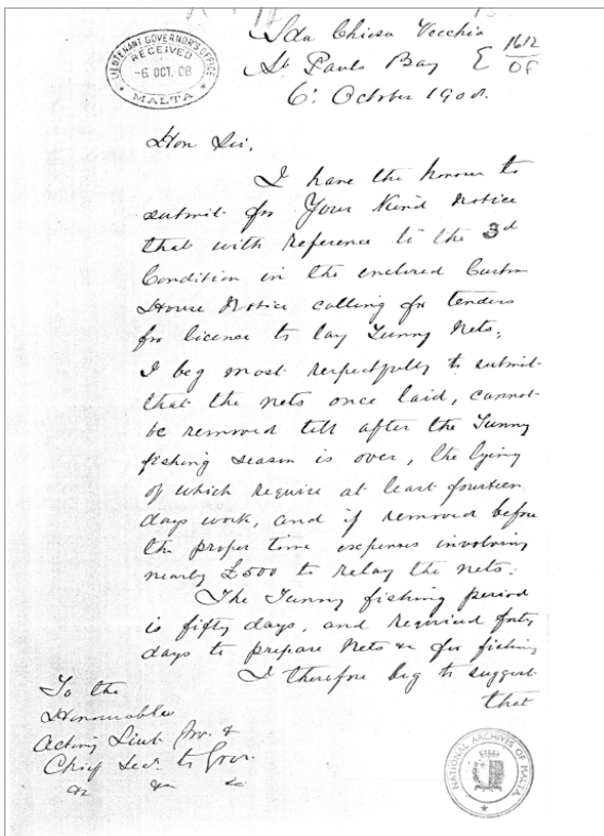 LIEUTENANT GOVERNOR'S OFFICE
RECEIVED
-6 OCT. 08
MALTA
Sda Chiesa Vecchia
St Pauls Bay
1612
08
6: October 1908.
Hon Sir,
I have the honour to
submit for Your Kind Notice
that with reference to the 3d
Condition in the enclosed Custom
House Notice calling for tenders
for licence to lay Tunny Nets;
I beg most respectfully to submit
that the nets once laid, cannot
be removed till after the Tunny
fishing season is over, the lying
of which require at least fourteen
days work, and if removed before
the proper time expenses involving
nearly £500 to relay the nets:
The Tunny fishing period
is fifty days, and required forty
days to prepare Nets &c for fishing
I therefore beg to suggest
that
To the
Honourable
Acting Lieut Gov. &
Chief Sec. to Govr.
&c &c &c
NATIONAL ARCHIVES OF MALTA